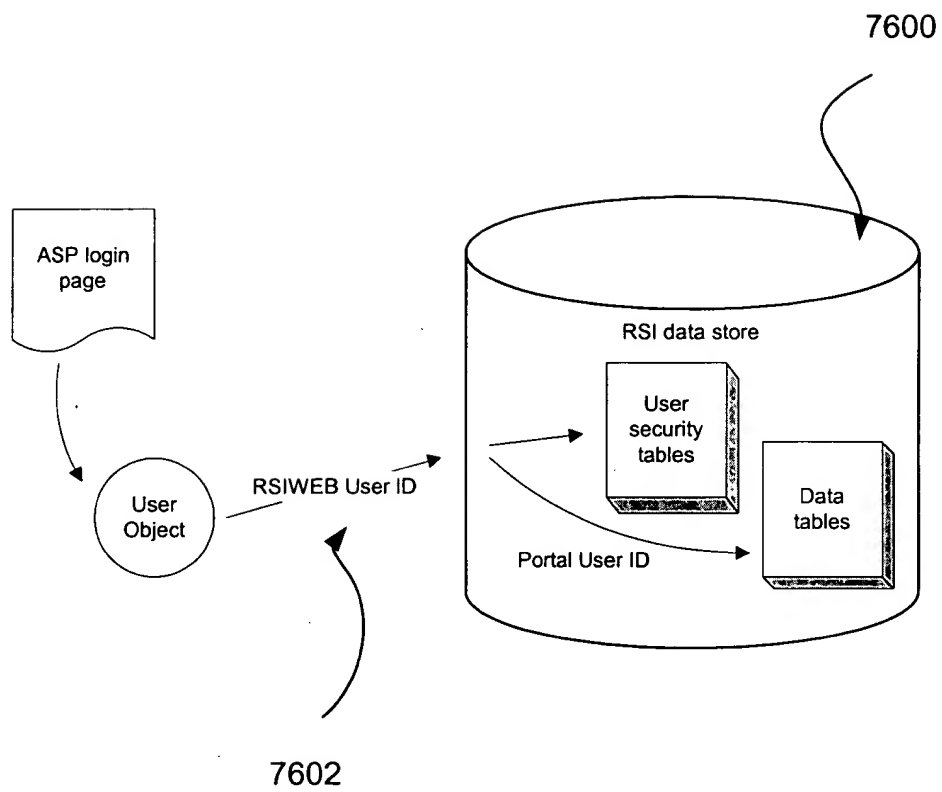 7600
ASP login
page
RSI data store
User
security
tables
RSIWEB User ID
User
Object
Data
tables
Portal User ID
7602